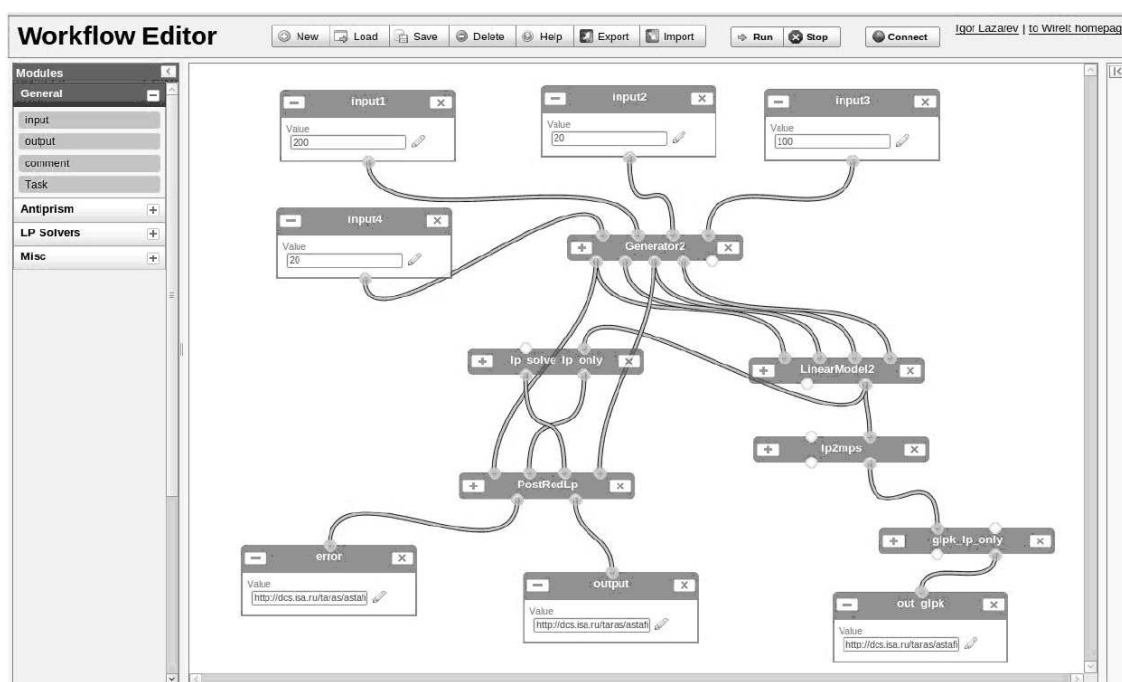 Workflow Editor
New Load Save Delete Help Export Import Run Stop Connect
Igor Lazarev | to WireIt homepag
Modules
General
input
output
comment
Task
Antiprism
LP Solvers
Misc
input1
Value
200
input2
Value
20
input3
Value
100
input4
Value
20
Generator2
lp_solve_lp_only
LinearModel2
lp2mps
PostRedLp
glpk_lp_only
error
Value
http://dcs.isa.ru/taras/astafi
output
Value
http://dcs.isa.ru/taras/astafi
out_glpk
Value
http://dcs.isa.ru/taras/astafi